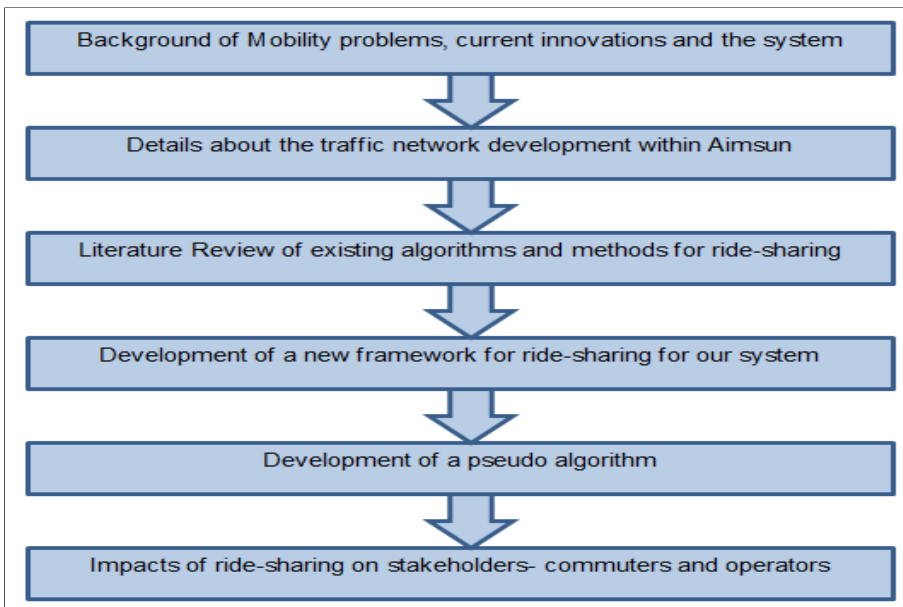 Background of Mobility problems, current innovations and the system
Details about the traffic network development within Aimsun
Literature Review of existing algorithms and methods for ride-sharing
Development of a new framework for ride-sharing for our system
Development of a pseudo algorithm
Impacts of ride-sharing on stakeholders- commuters and operators